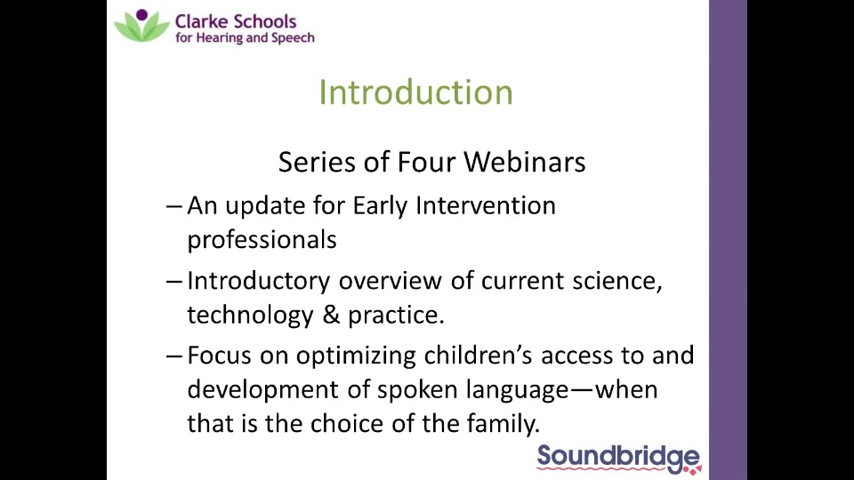 Clarke Schools
for Hearing and Speech
Introduction
Series of Four Webinars
– An update for Early Intervention
professionals
– Introductory overview of current science,
technology & practice.
– Focus on optimizing children’s access to and
development of spoken language—when
that is the choice of the family.
Soundbridge